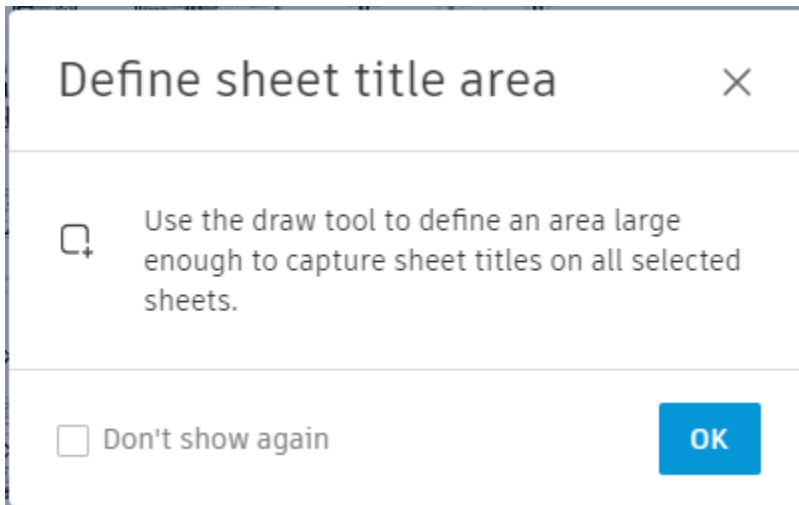 Define sheet title area
Use the draw tool to define an area large
enough to capture sheet titles on all selected
sheets.
Don't show again
OK